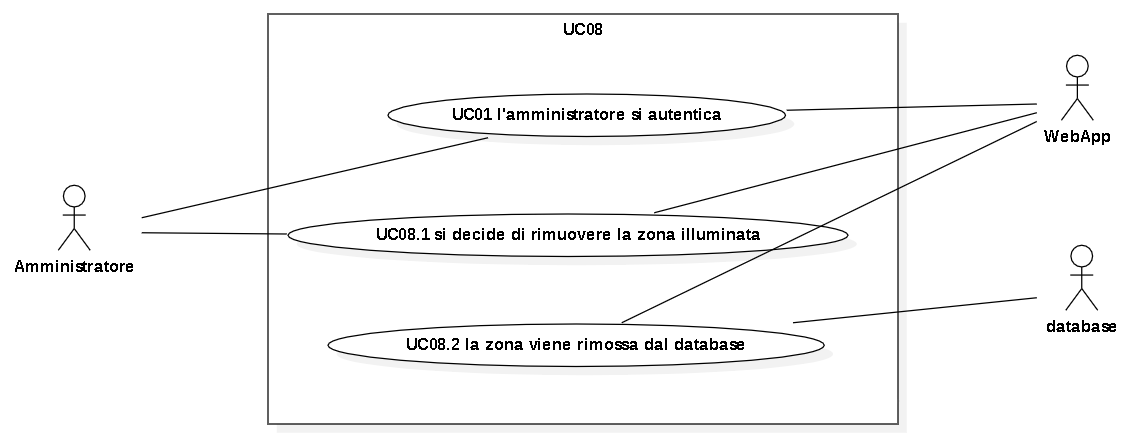 UC08
UC01 l'amministratore si autentica
WebApp
UC08.1 si decide di rimuovere la zona illuminata
Amministratore
database
UC08.2 la zona viene rimossa dal database